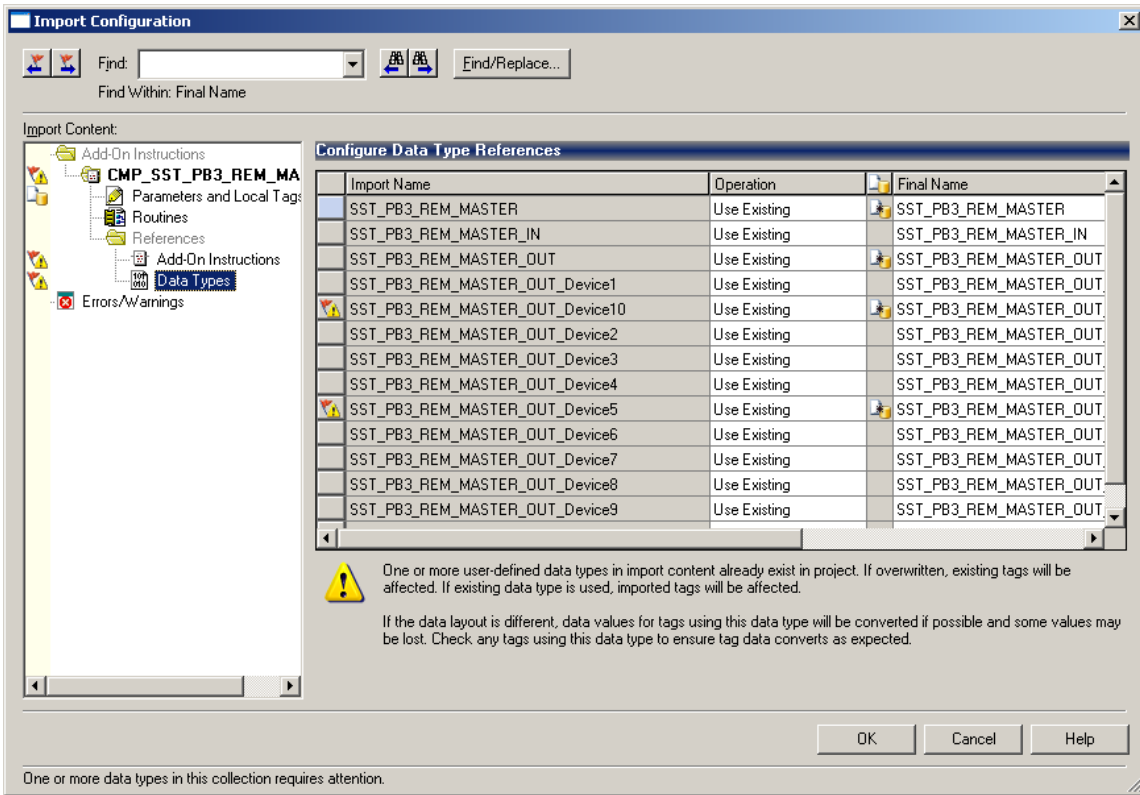 Import Configuration
Find:
Find/Replace...
Find Within: Final Name
Import Content:
Add-On Instructions
CMP_SST_PB3_REM_MA
Parameters and Local Tags
Routines
References
Add-On Instructions
Data Types
Errors/Warnings
Configure Data Type References
Import Name Operation Final Name
SST_PB3_REM_MASTER Use Existing SST_PB3_REM_MASTER
SST_PB3_REM_MASTER_IN Use Existing SST_PB3_REM_MASTER_IN
SST_PB3_REM_MASTER_OUT Use Existing SST_PB3_REM_MASTER_OUT
SST_PB3_REM_MASTER_OUT_Device1 Use Existing SST_PB3_REM_MASTER_OUT_
SST_PB3_REM_MASTER_OUT_Device10 Use Existing SST_PB3_REM_MASTER_OUT_
SST_PB3_REM_MASTER_OUT_Device2 Use Existing SST_PB3_REM_MASTER_OUT_
SST_PB3_REM_MASTER_OUT_Device3 Use Existing SST_PB3_REM_MASTER_OUT_
SST_PB3_REM_MASTER_OUT_Device4 Use Existing SST_PB3_REM_MASTER_OUT_
SST_PB3_REM_MASTER_OUT_Device5 Use Existing SST_PB3_REM_MASTER_OUT_
SST_PB3_REM_MASTER_OUT_Device6 Use Existing SST_PB3_REM_MASTER_OUT_
SST_PB3_REM_MASTER_OUT_Device7 Use Existing SST_PB3_REM_MASTER_OUT_
SST_PB3_REM_MASTER_OUT_Device8 Use Existing SST_PB3_REM_MASTER_OUT_
SST_PB3_REM_MASTER_OUT_Device9 Use Existing SST_PB3_REM_MASTER_OUT_
One or more user-defined data types in import content already exist in project. If overwritten, existing tags will be
affected. If existing data type is used, imported tags will be affected.
If the data layout is different, data values for tags using this data type will be converted if possible and some values may
be lost. Check any tags using this data type to ensure tag data converts as expected.
OK Cancel Help
One or more data types in this collection requires attention.